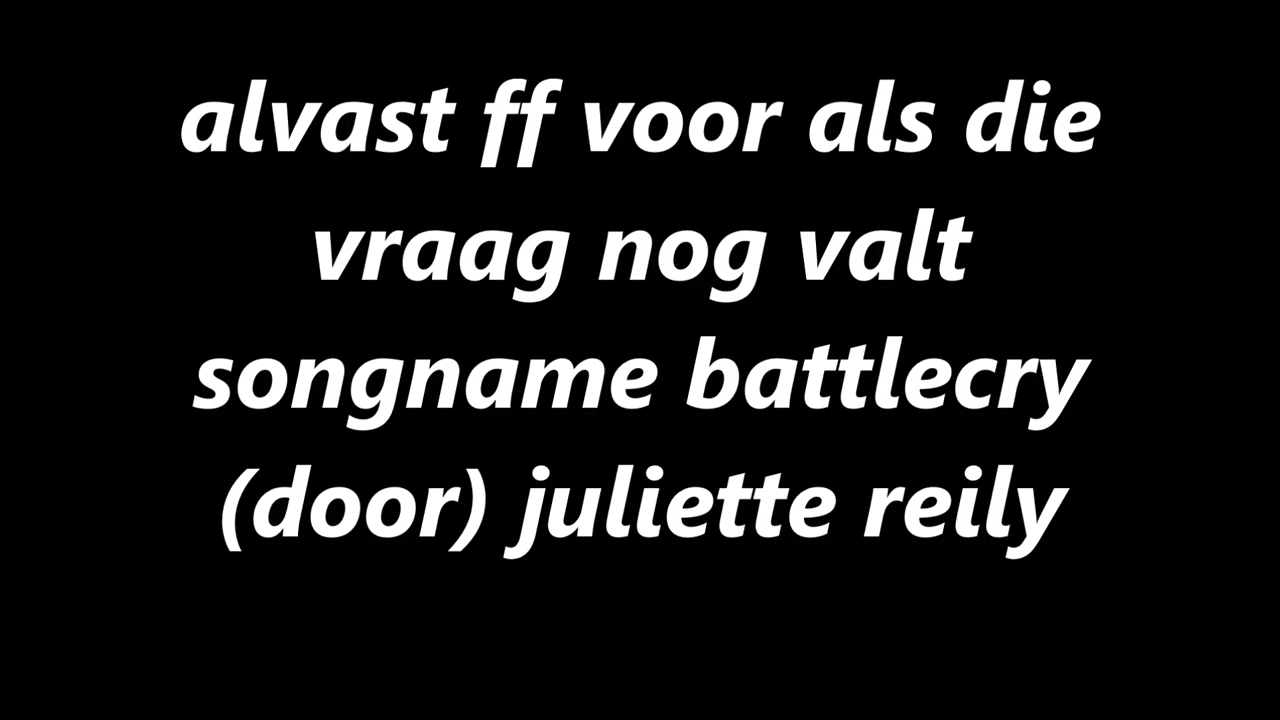 alvast ff voor als die
vraag nog valt
songname battlecry
(door) juliette reily